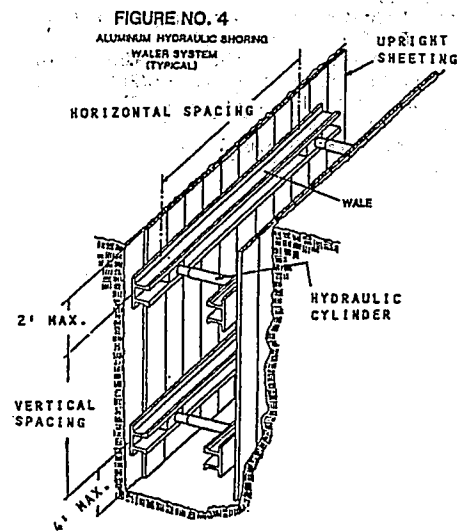 FIGURE NO. 4
ALUMINUM HYDRAULIC SHORING
WALER SYSTEM
(TYPICAL)
UPRIGHT
SHEETING
HORIZONTAL SPACING
WALE
HYDRAULIC
CYLINDER
2' MAX.
VERTICAL
SPACING
4' MAX.